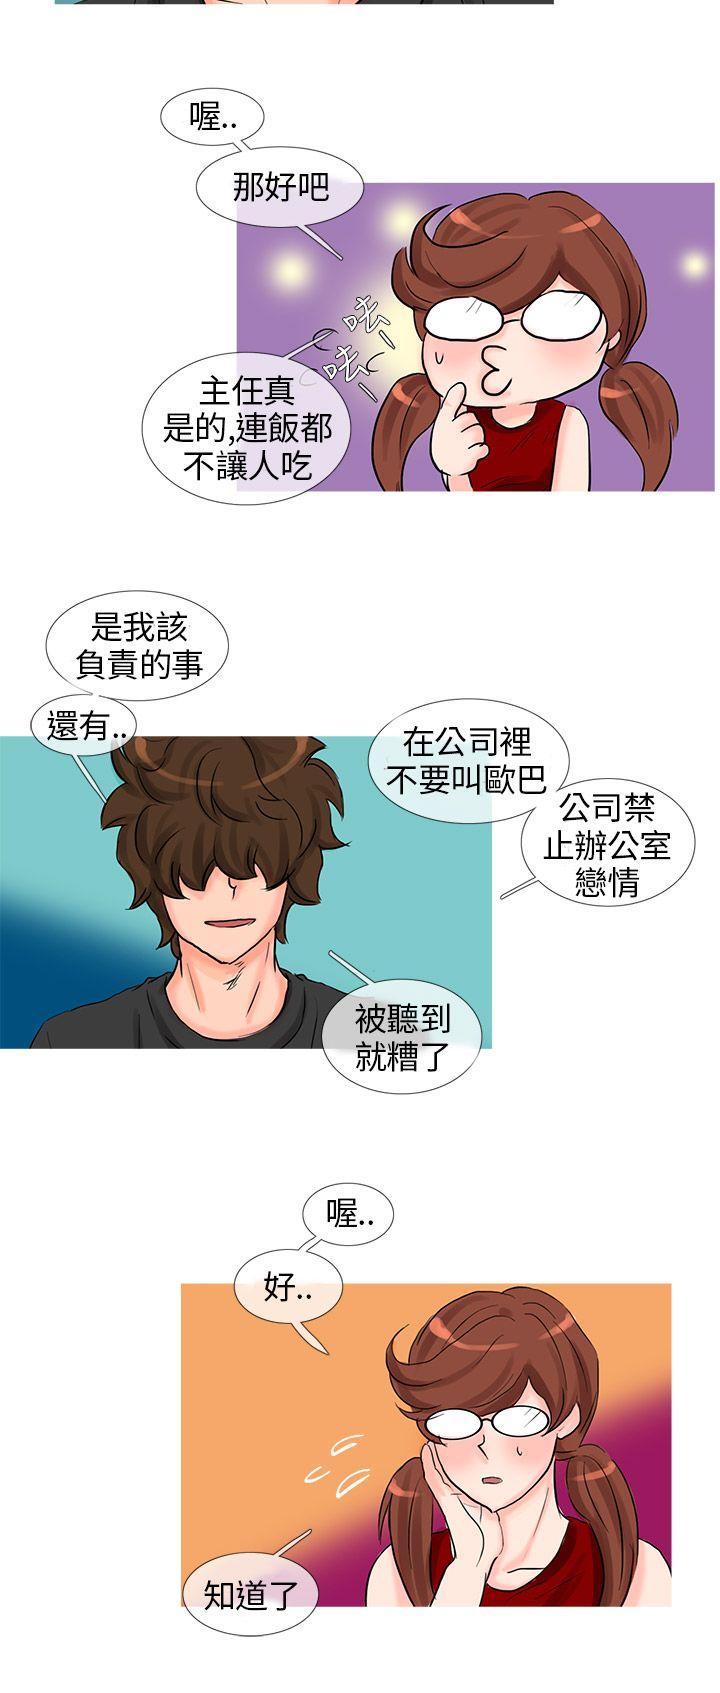 喔..
那好吧
呿
呿
主任真
是的,連飯都
不讓人吃
是我該
負責的事
還有..
在公司裡
不要叫歐巴
公司禁
止辦公室
戀情
被聽到
就糟了
喔..
好..
知道了